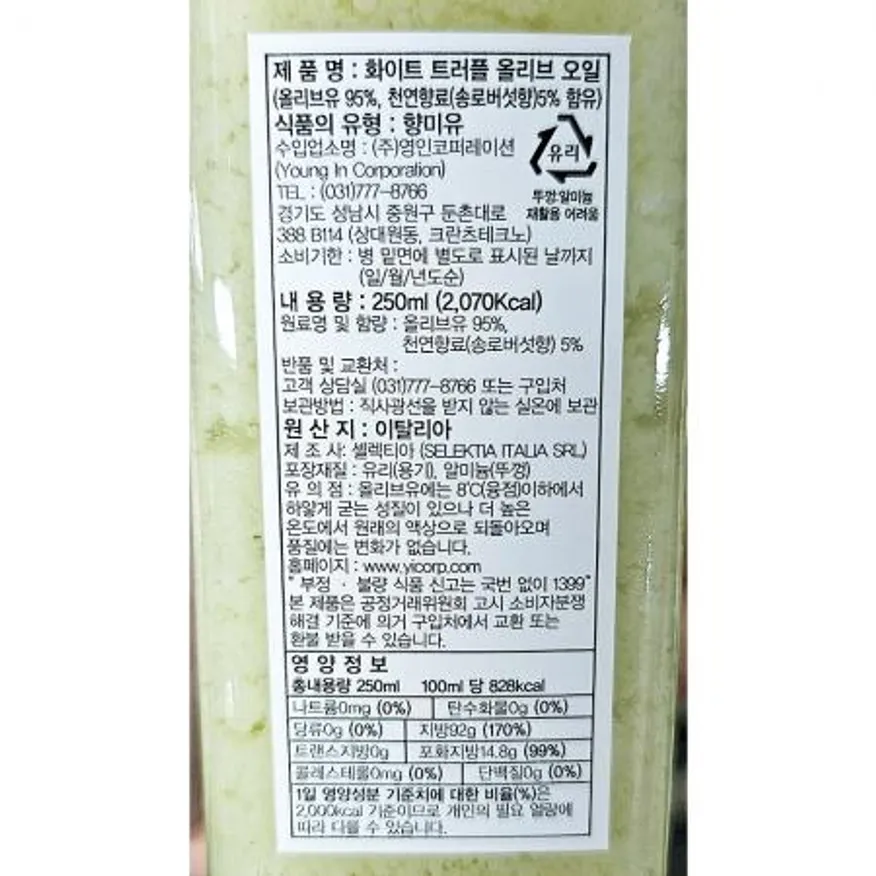 제 품 명 : 화이트 트러플 올리브 오일
(올리브유 95%, 천연향료(송로버섯향)5% 함유)
식품의 유형 : 향미유
수입업소명 : (주)영인코퍼레이션
(Young In Corporation)
TEL : (031)777-8766
경기도 성남시 중원구 둔촌대로
388 B114 (상대원동, 크란츠테크노)
유리
뚜껑:알미늄
재활용 어려움
소비기한 : 병 밑면에 별도로 표시된 날까지
(일/월/년도순)
내 용 량 : 250ml (2,070Kcal)
원료명 및 함량 : 올리브유 95%,
천연향료(송로버섯향) 5%
반품 및 교환처 :
고객 상담실 (031)777-8766 또는 구입처
보관방법 : 직사광선을 받지 않는 실온에 보관
원 산 지 : 이탈리아
제 조 사: 셀렉티아 (SELEKTIA ITALIA SRL)
포장재질 : 유리(용기), 알미늄(뚜껑)
유 의 점 : 올리브유에는 8℃(융점)이하에서
하얗게 굳는 성질이 있으나 더 높은
온도에서 원래의 액상으로 되돌아오며
품질에는 변화가 없습니다.
홈페이지 : www.yicorp.com
" 부정 · 불량 식품 신고는 국번 없이 1399"
본 제품은 공정거래위원회 고시 소비자분쟁
해결 기준에 의거 구입처에서 교환 또는
환불 받을 수 있습니다.
영 양 정 보
총내용량 250ml 100ml 당 828kcal
나트륨0mg (0%) 탄수화물0g (0%)
당류0g (0%) 지방92g (170%)
트랜스지방0g 포화지방14.8g (99%)
콜레스테롤0mg (0%) 단백질0g (0%)
1일 영양성분 기준치에 대한 비율(%)은
2,000kcal 기준이므로 개인의 필요 열량에
따라 다를 수 있습니다.